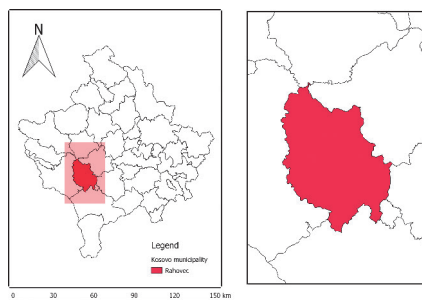 N
Legend
Kosovo municipality
Rahovec
0 30 60 90 120 150 km